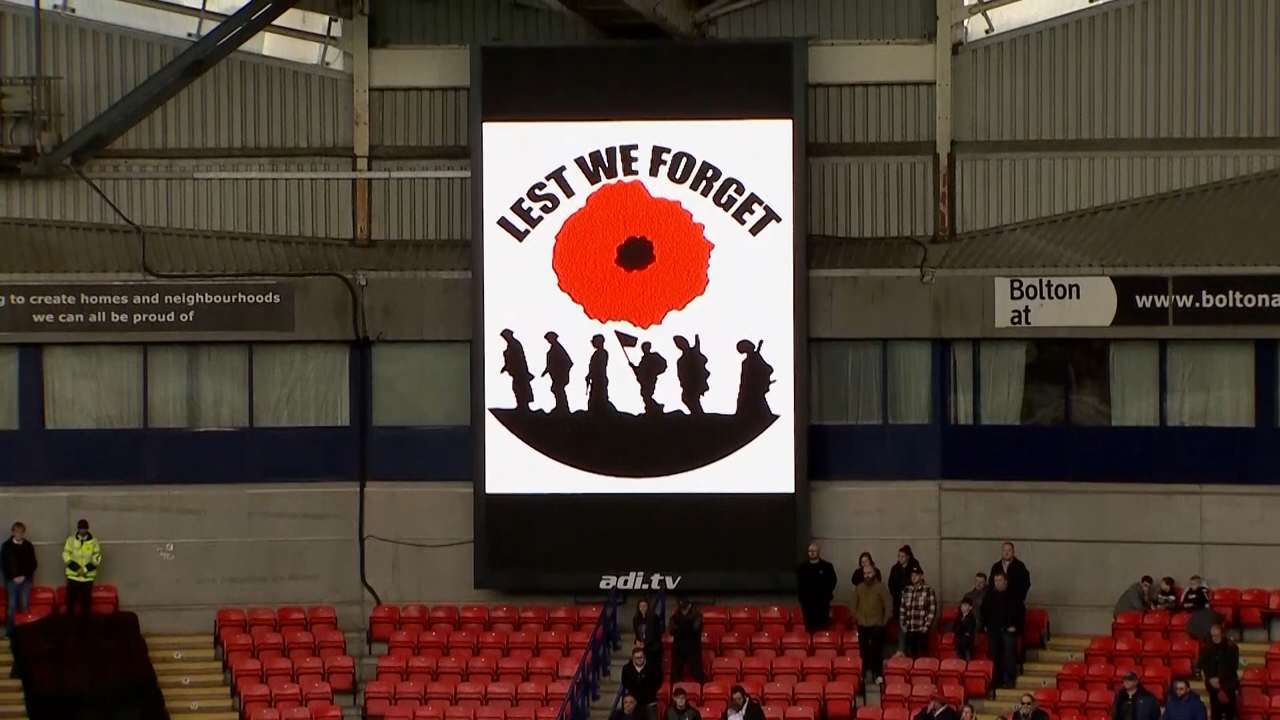 LEST WE FORGET
g to create homes and neighbourhoods
we can all be proud of
Bolton
at
www.boltona
adi.tv